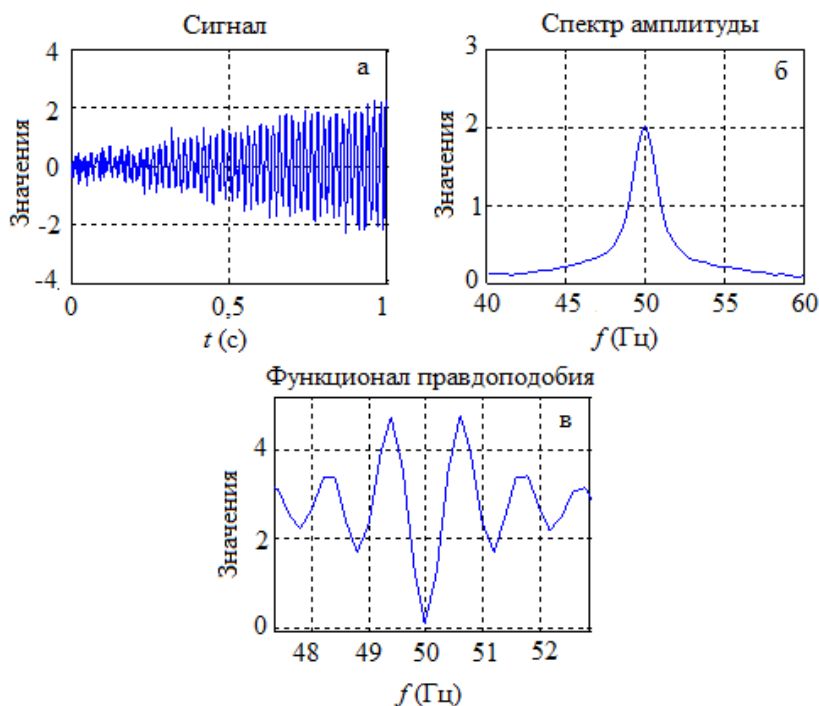 Сигнал
4
2
0
-2
-4
Значения
а
0
0,5
1
t (с)
Спектр амплитуды
3
2
1
0
Значения
б
40
45
50
55
60
f (Гц)
Функционал правдоподобия
4
2
0
Значения
в
48
49
50
51
52
f (Гц)